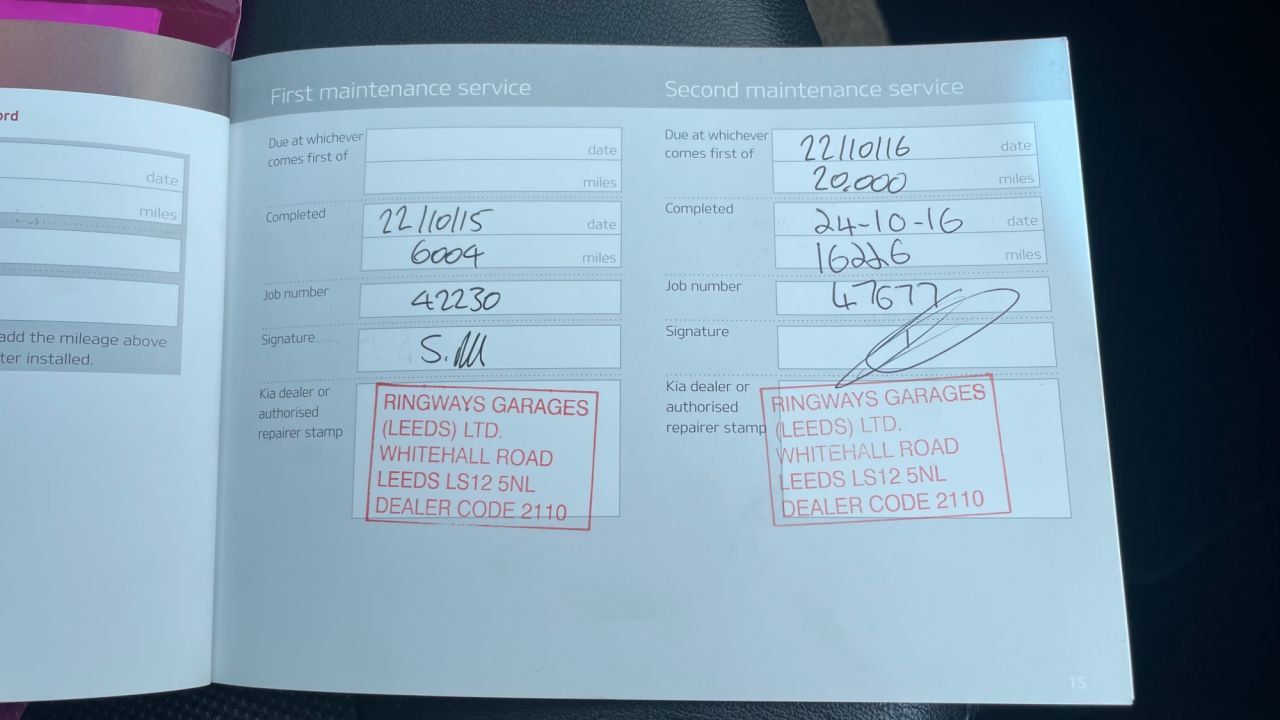 ord
date
miles
add the mileage above
ter installed.
First maintenance service
Due at whichever
comes first of
date
miles
Completed
22/10/15 date
6004 miles
Job number
42230
Signature
Kia dealer or
authorised
repairer stamp
RINGWAYS GARAGES
(LEEDS) LTD.
WHITEHALL ROAD
LEEDS LS12 5NL
DEALER CODE 2110
Second maintenance service
Due at whichever
comes first of
22/10/16 date
20,000 miles
Completed
24-10-16 date
16226 miles
Job number
47677
Signature
Kia dealer or
authorised
repairer stamp
RINGWAYS GARAGES
(LEEDS) LTD.
WHITEHALL ROAD
LEEDS LS12 5NL
DEALER CODE 2110
15